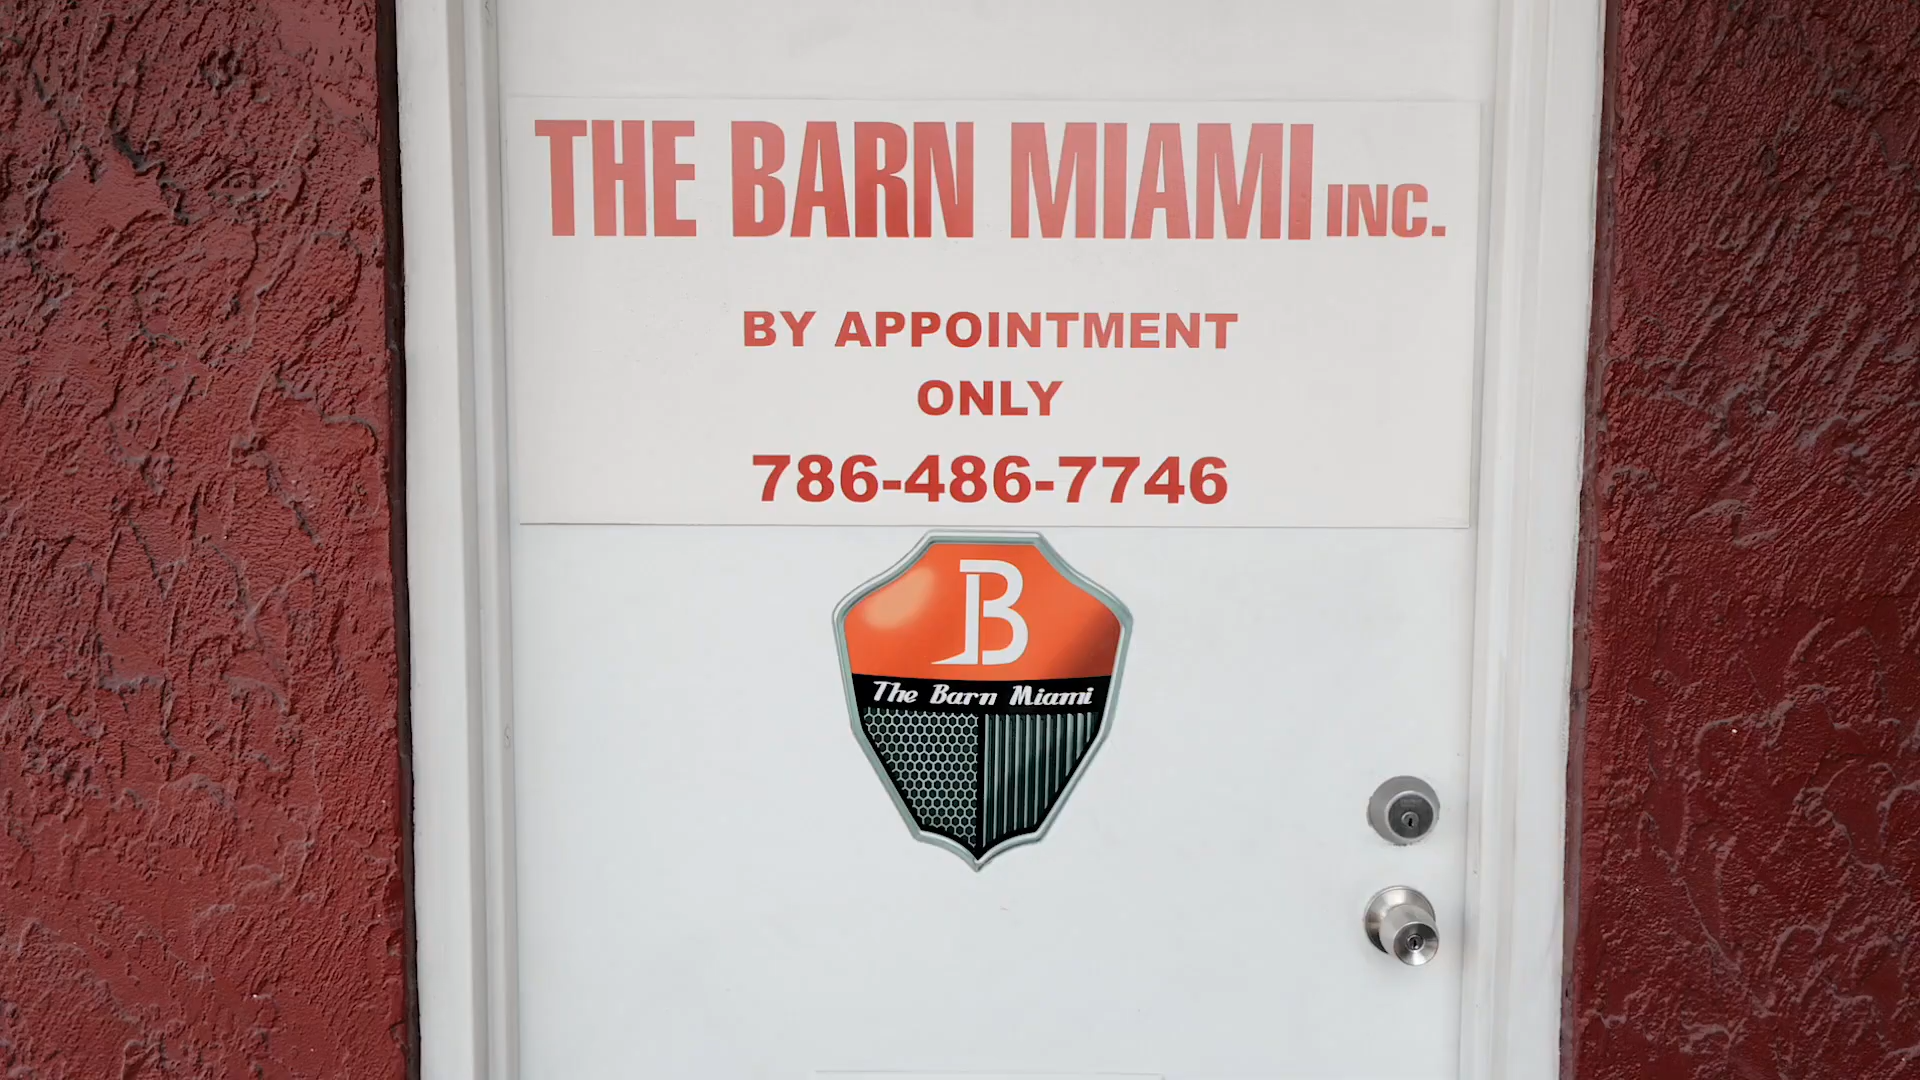 THE BARN MIAMI INC.
BY APPOINTMENT
ONLY
786-486-7746
B
The Barn Miami